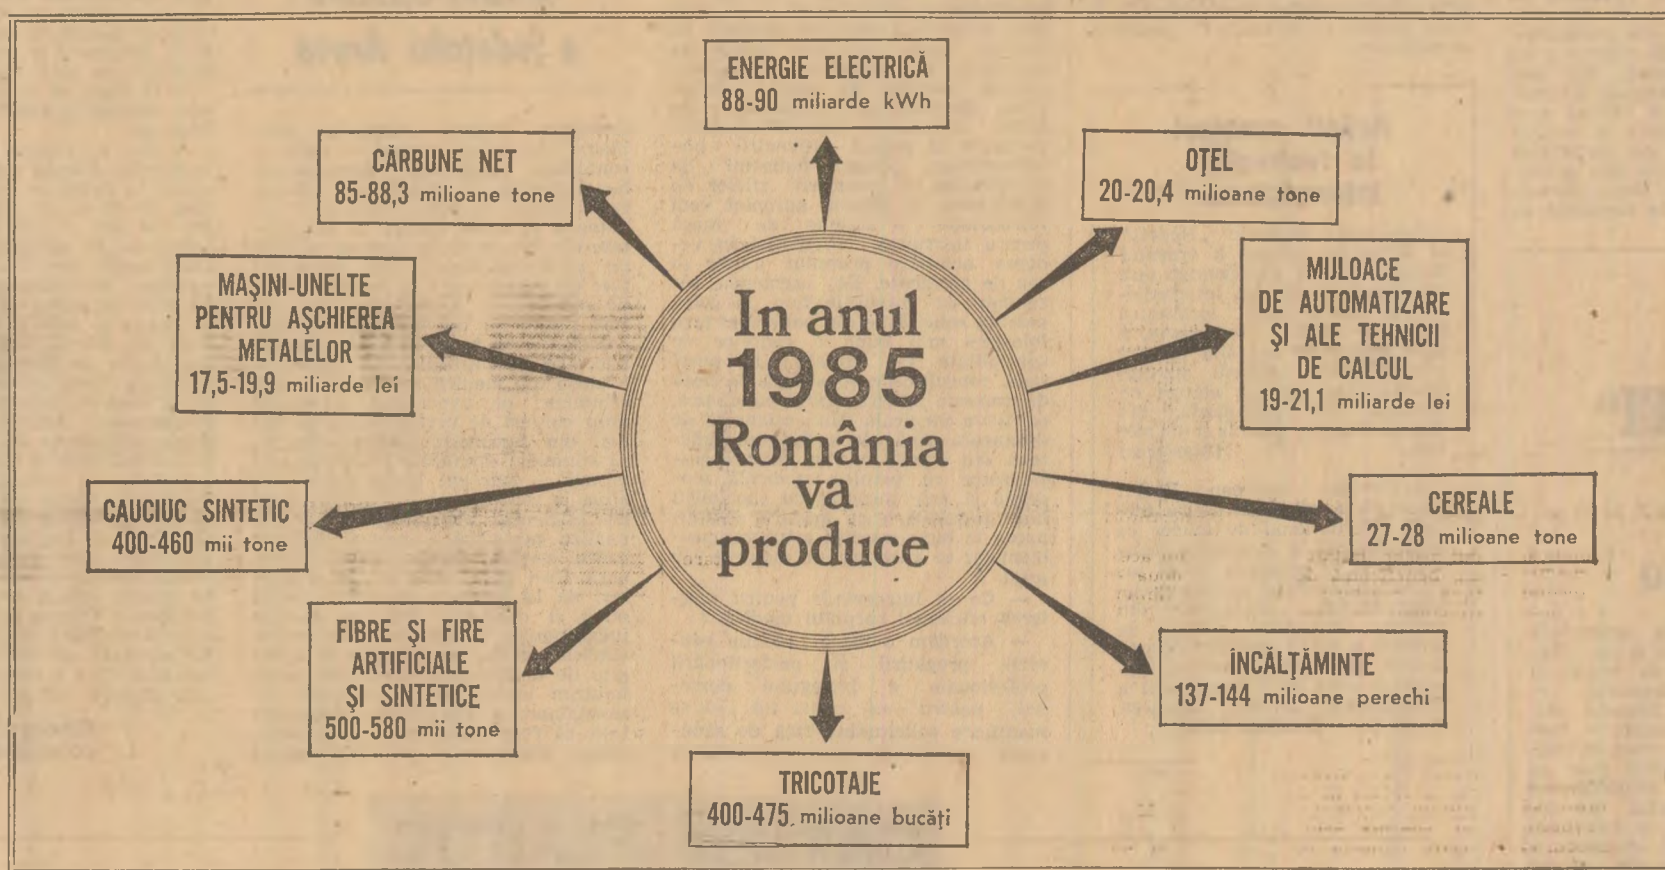 ENERGIE ELECTRICĂ
88-90 miliarde kWh
CĂRBUNE NET
85-88,3 milioane tone
OŢEL
20-20,4 milioane tone
MAŞINI-UNELTE
PENTRU AŞCHIEREA
METALELOR
17,5-19,9 miliarde lei
MIJLOACE
DE AUTOMATIZARE
ŞI ALE TEHNICII
DE CALCUL
19-21,1 miliarde lei
In anul
1985
România
va
produce
CAUCIUC SINTETIC
400-460 mii tone
CEREALE
27-28 milioane tone
FIBRE ŞI FIRE
ARTIFICIALE
ŞI SINTETICE
500-580 mii tone
ÎNCĂLŢĂMINTE
137-144 milioane perechi
TRICOTAJE
400-475 milioane bucăţi